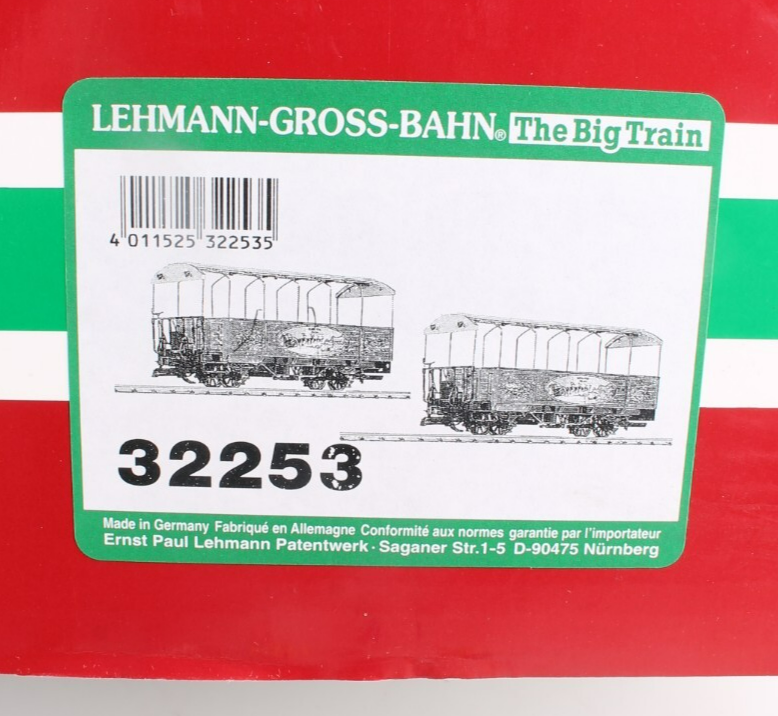 LEHMANN-GROSS-BAHN® The Big Train
4 011525 322535
32253
Made in Germany Fabriqué en Allemagne Conformité aux normes garantie par l'importateur
Ernst Paul Lehmann Patentwerk · Saganer Str.1-5 D-90475 Nürnberg